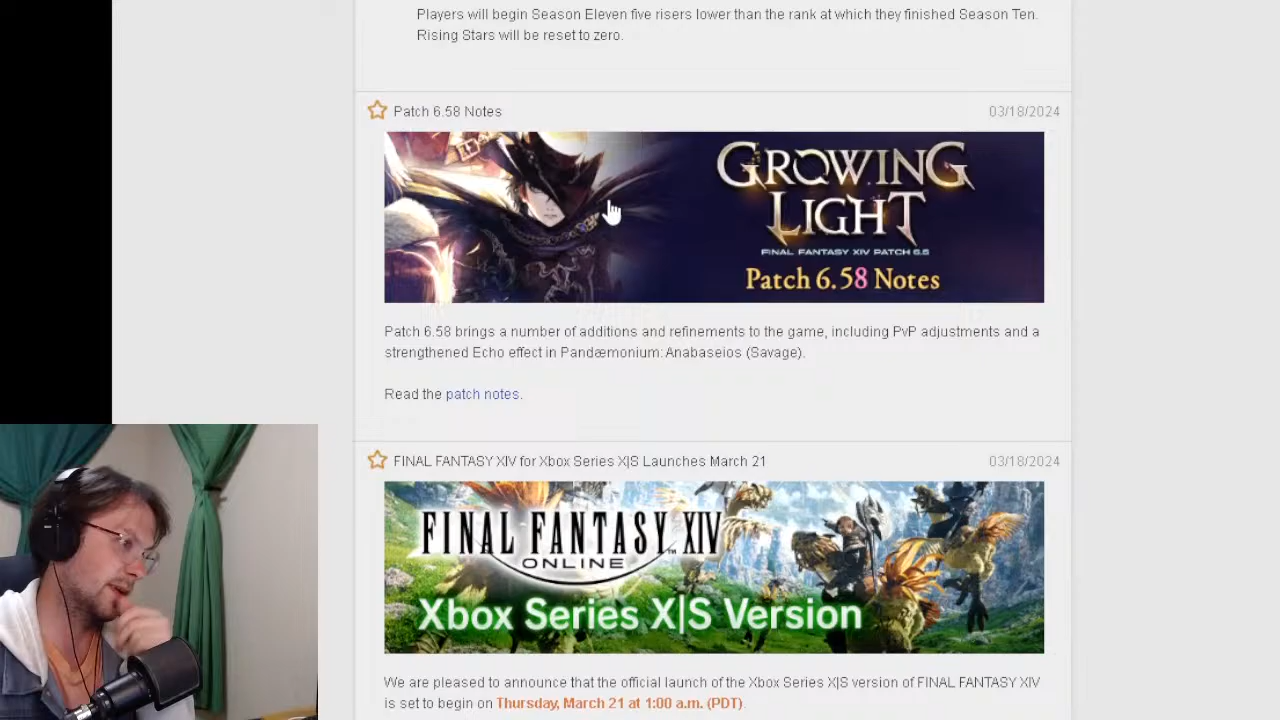 Players will begin Season Eleven five risers lower than the rank at which they finished Season Ten.
Rising Stars will be reset to zero.
Patch 6.58 Notes 03/18/2024
GROWING
LIGHT
FINAL FANTASY XIV PATCH 6.5
Patch 6.58 Notes
Patch 6.58 brings a number of additions and refinements to the game, including PvP adjustments and a
strengthened Echo effect in Pandæmonium: Anabaseios (Savage).
Read the patch notes.
FINAL FANTASY XIV for Xbox Series X|S Launches March 21 03/18/2024
FINAL FANTASY XIV
ONLINE
Xbox Series X|S Version
We are pleased to announce that the official launch of the Xbox Series X|S version of FINAL FANTASY XIV
is set to begin on Thursday, March 21 at 1:00 a.m. (PDT).